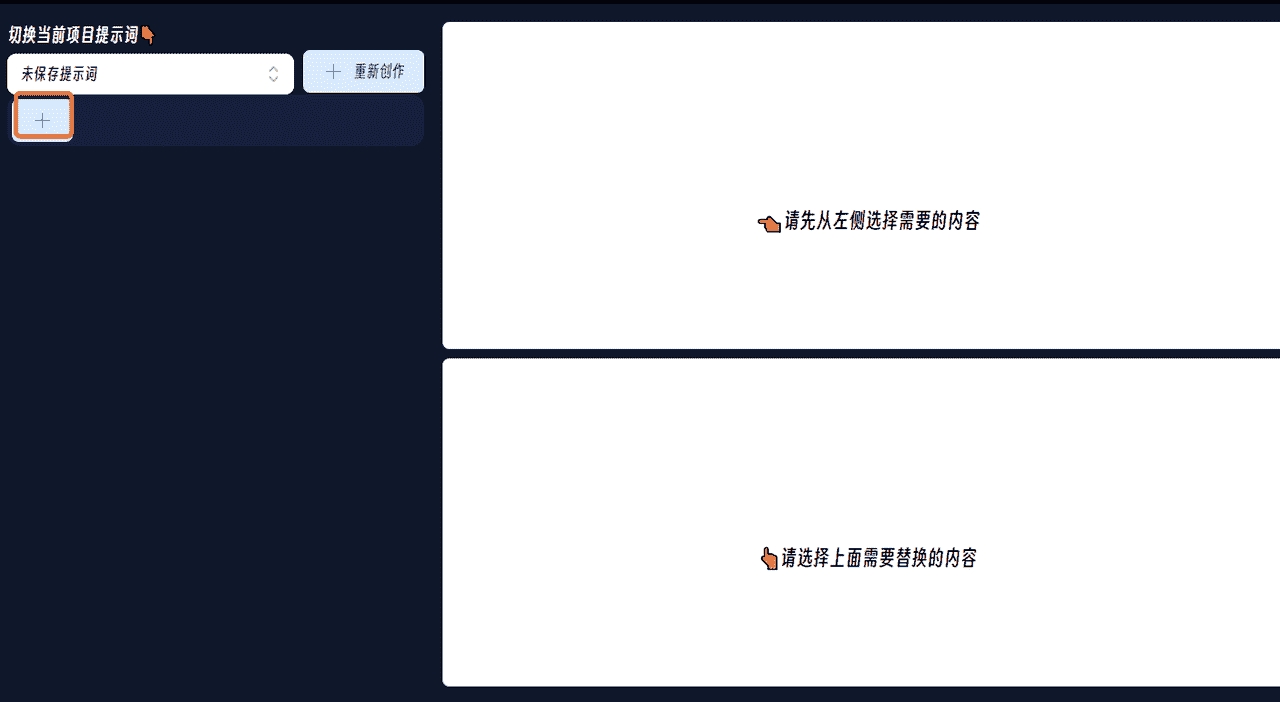 切换当前项目提示词
未保存提示词
重新创作
请先从左侧选择需要的内容
请选择上面需要替换的内容